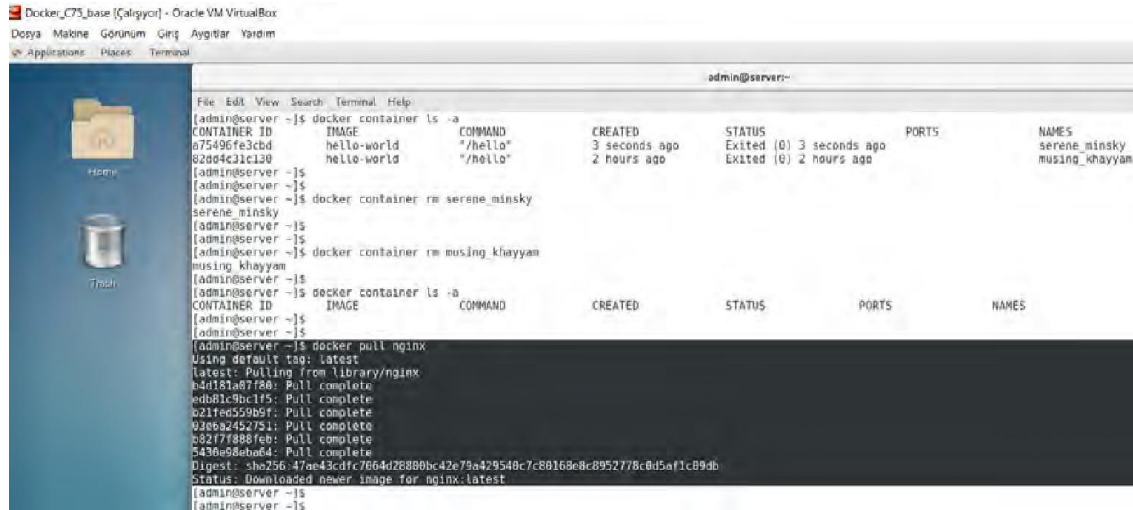 Docker_C75_base [Çalışıyor] - Oracle VM VirtualBox
Dosya Makine Görünüm Giriş Aygıtlar Yardım
Applications Places Terminal
admin@server:~
File Edit View Search Terminal Help
[admin@server ~]$ docker container ls -a
CONTAINER ID IMAGE COMMAND CREATED STATUS PORTS NAMES
a75496fe3cbd hello-world "/hello" 3 seconds ago Exited (0) 3 seconds ago serene_minsky
82dd4c31c130 hello-world "/hello" 2 hours ago Exited (0) 2 hours ago musing_khayyam
[admin@server ~]$
[admin@server ~]$
[admin@server ~]$ docker container rm serene_minsky
serene_minsky
[admin@server ~]$
[admin@server ~]$
[admin@server ~]$ docker container rm musing_khayyam
musing_khayyam
[admin@server ~]$
[admin@server ~]$ docker container ls -a
CONTAINER ID IMAGE COMMAND CREATED STATUS PORTS NAMES
[admin@server ~]$
[admin@server ~]$
[admin@server ~]$ docker pull nginx
Using default tag: latest
latest: Pulling from library/nginx
b4d181a07f80: Pull complete
edb81c9bc1f5: Pull complete
b21fed559b9f: Pull complete
03e6a2452751: Pull complete
b82f7f888feb: Pull complete
5430e98eba64: Pull complete
Digest:
Status: Downloaded newer image for nginx:latest
[admin@server ~]$
[admin@server ~]$
Home
Trash